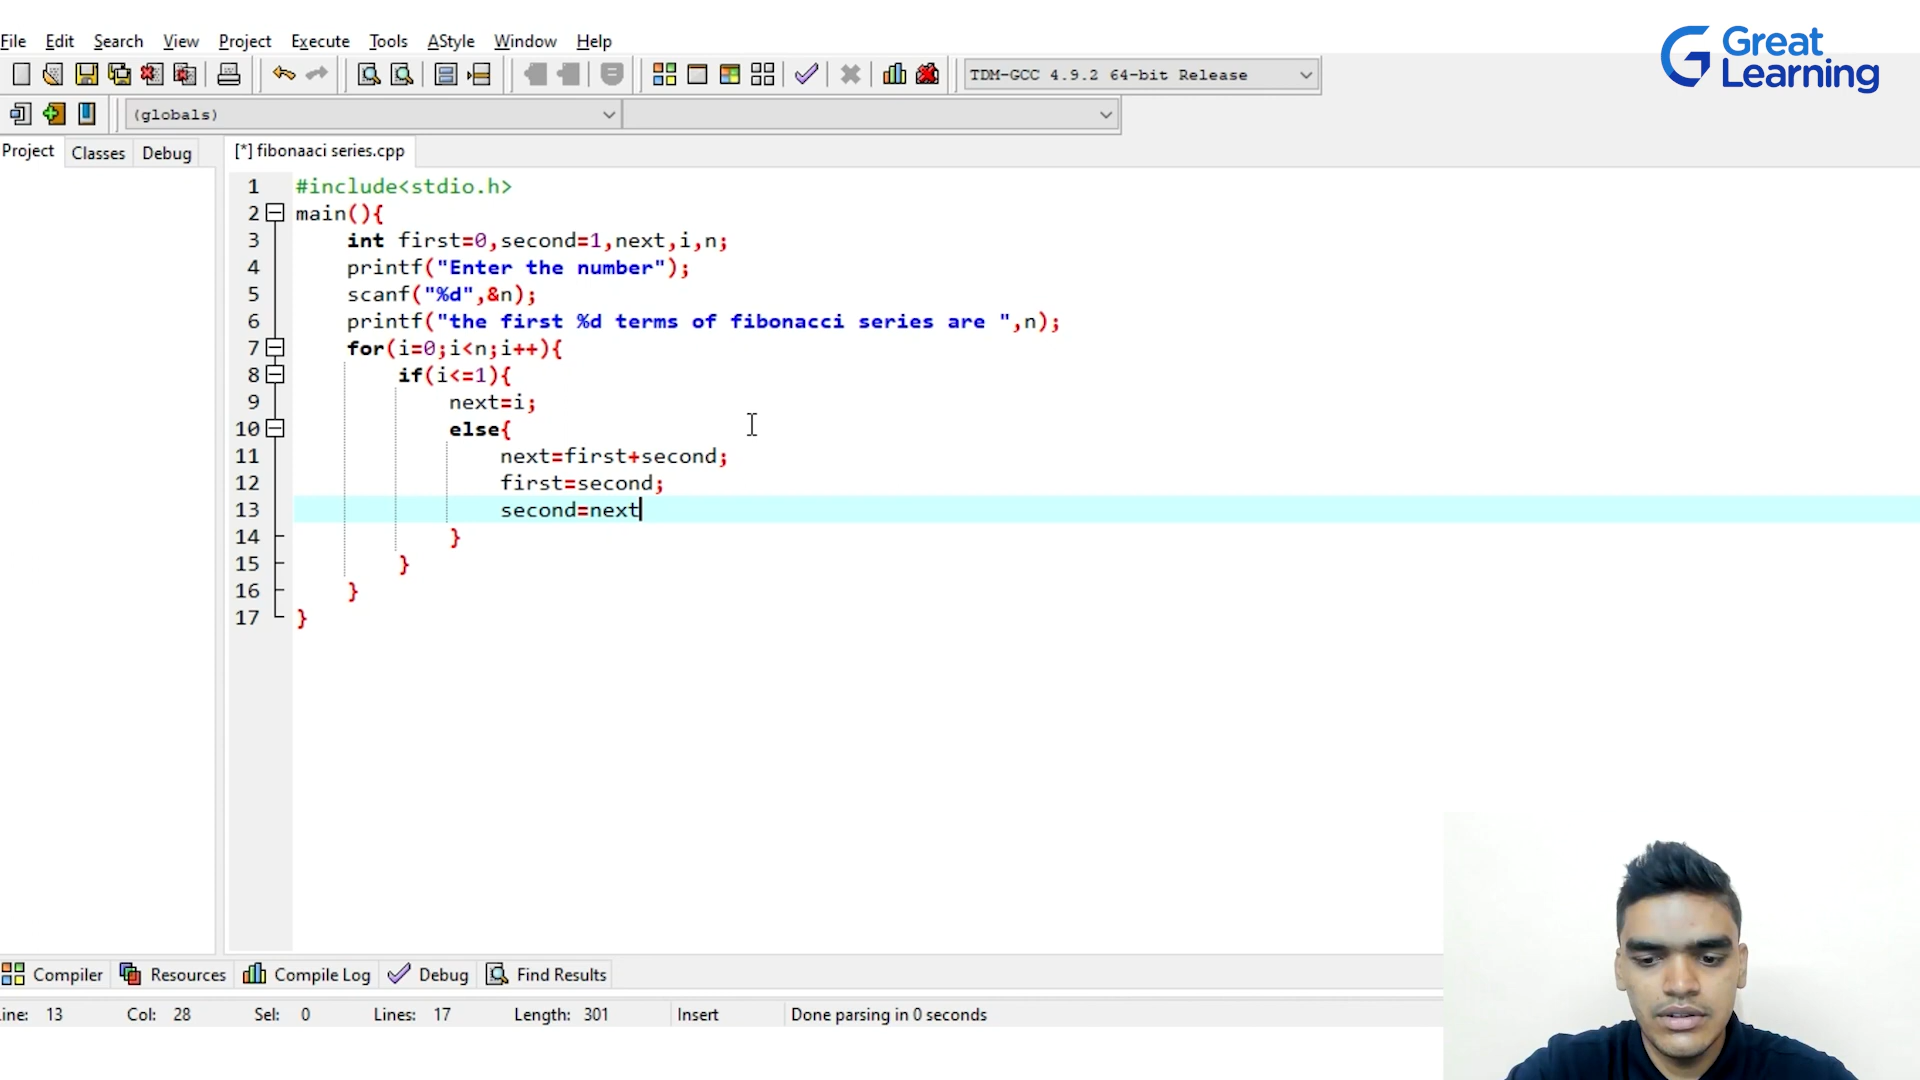 Great
Learning
File Edit Search View Project Execute Tools AStyle Window Help
TDM-GCC 4.9.2 64-bit Release
(globals)
Project Classes Debug [*] fibonaaci series.cpp
1 #include<stdio.h>
2 main(){
3 int first=0,second=1,next,i,n;
4 printf("Enter the number");
5 scanf("%d",&n);
6 printf("the first %d terms of fibonacci series are ",n);
7 for(i=0;i<n;i++){
8 if(i<=1){
9 next=i;
10 else{
11 next=first+second;
12 first=second;
13 second=next
14 }
15 }
16 }
17 }
Compiler Resources Compile Log Debug Find Results
ine: 13 Col: 28 Sel: 0 Lines: 17 Length: 301 Insert Done parsing in 0 seconds